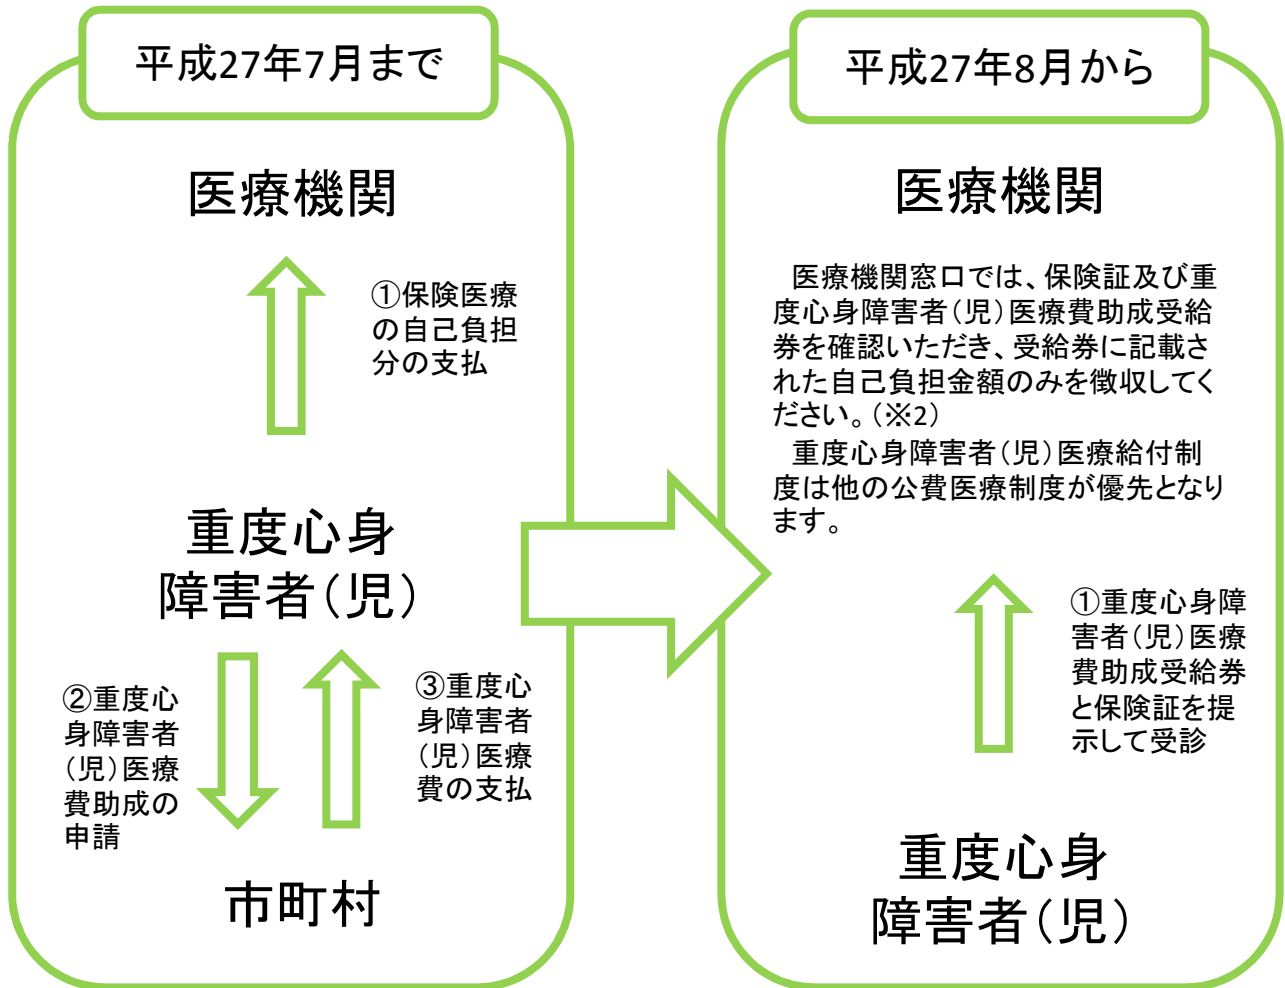 平成27年7月まで
医療機関
①保険医療
の自己負担
分の支払
重度心身
障害者(児)
②重度心
身障害者
(児)医療
費助成の
申請
③重度心
身障害者
(児)医療
費の支払
市町村
平成27年8月から
医療機関
医療機関窓口では、保険証及び重
度心身障害者(児)医療費助成受給
券を確認いただき、受給券に記載さ
れた自己負担金額のみを徴収してく
ださい。(※2)
重度心身障害者(児)医療給付制
度は他の公費医療制度が優先となり
ます。
①重度心身障
害者(児)医療
費助成受給券
と保険証を提
示して受診
重度心身
障害者(児)